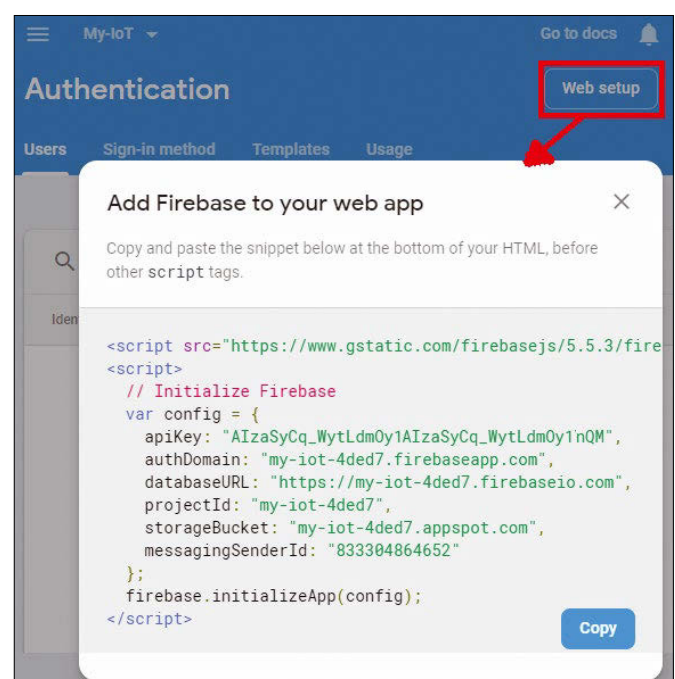 My-IoT
Go to docs
Authentication
Web setup
Users Sign-in method Templates Usage
Add Firebase to your web app
Copy and paste the snippet below at the bottom of your HTML, before
other script tags.
Iden
<script src="https://www.gstatic.com/firebasejs/5.5.3/fire
<script>
// Initialize Firebase
var config = {
apiKey: "AIzaSyCq_WytLdmOy1AIzaSyCq_WytLdmOy1'nQM",
authDomain: "my-iot-4ded7.firebaseapp.com",
databaseURL: "https://my-iot-4ded7.firebaseio.com",
projectId: "my-iot-4ded7",
storageBucket: "my-iot-4ded7.appspot.com",
messagingSenderId: "833304864652"
};
firebase.initializeApp(config);
</script>
Copy